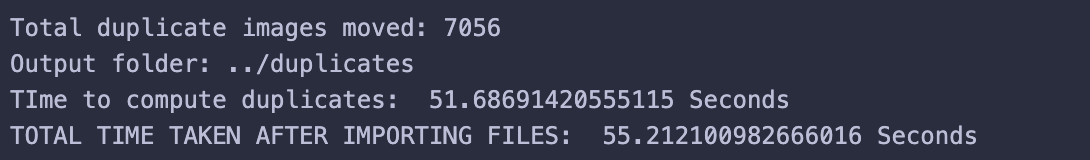 Total duplicate images moved: 7056
Output folder: ../duplicates
TIme to compute duplicates:  51.68691420555115 Seconds
TOTAL TIME TAKEN AFTER IMPORTING FILES:  55.212100982666016 Seconds